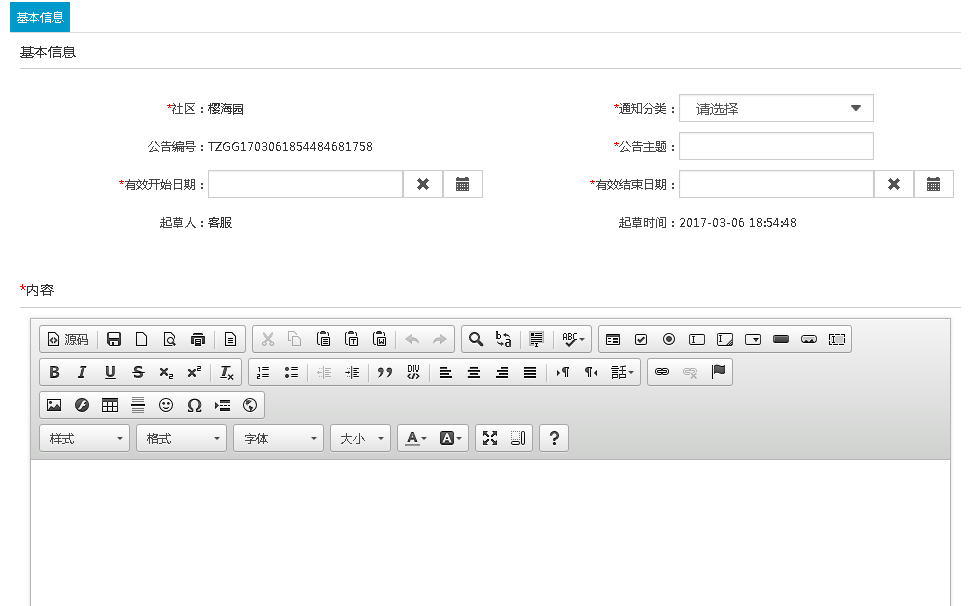 基本信息
基本信息
*社区：樱海园
*通知分类：请选择
公告编号：TZGG1703061854484681758
*公告主题：
*有效开始日期：
*有效结束日期：
起草人：客服
起草时间：2017-03-06 18:54:48
*内容
源码
B I U S x₂ x² Tx
样式 格式 字体 大小 A A ?